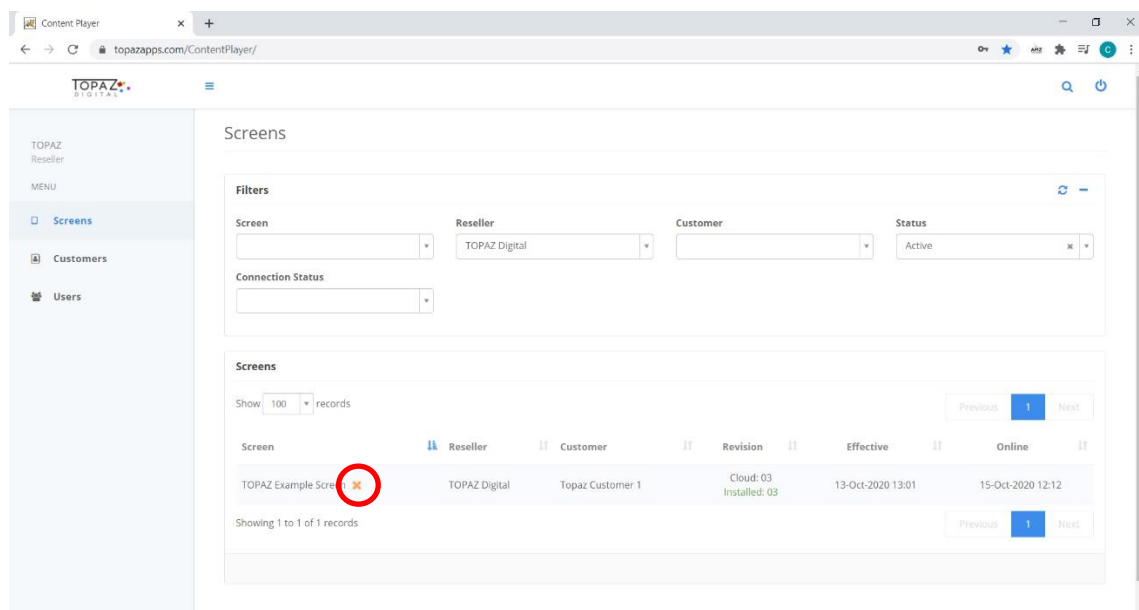 Content Player
topazapps.com/ContentPlayer/
TOPAZ
DIGITAL
TOPAZ
Reseller
MENU
Screens
Customers
Users
Screens
Filters
Screen Reseller Customer Status
TOPAZ Digital Active
Connection Status
Screens
Show 100 records
Previous 1 Next
Screen Reseller Customer Revision Effective Online
TOPAZ Example Screen TOPAZ Digital Topaz Customer 1 Cloud: 03 13-Oct-2020 13:01 15-Oct-2020 12:12
Installed: 03
Showing 1 to 1 of 1 records
Previous 1 Next